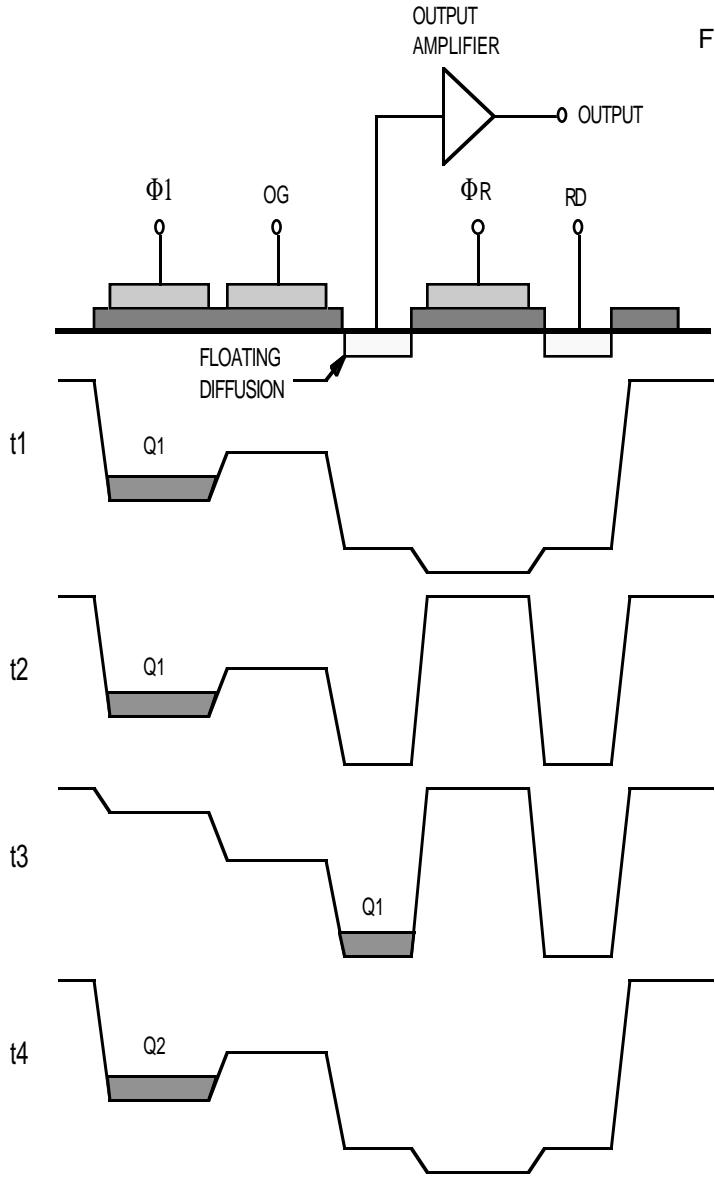 OUTPUT
AMPLIFIER
F
OUTPUT
Φ1
OG
ΦR
RD
FLOATING
DIFFUSION
t1
Q1
t2
Q1
t3
Q1
t4
Q2